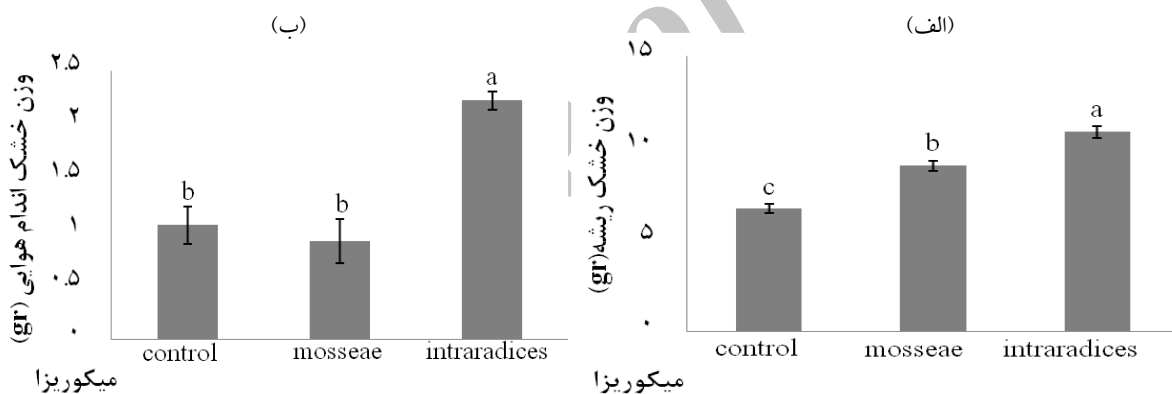 (الف)
وزن خشک ریشه(gr)
۱۵
۱۰
۵
۰
c
b
a
control
mosseae
intraradices
میکوریزا
(ب)
وزن خشک اندام هوایی (gr)
۲.۵
۲
۱.۵
۱
۰.۵
۰
b
b
a
control
mosseae
intraradices
میکوریزا